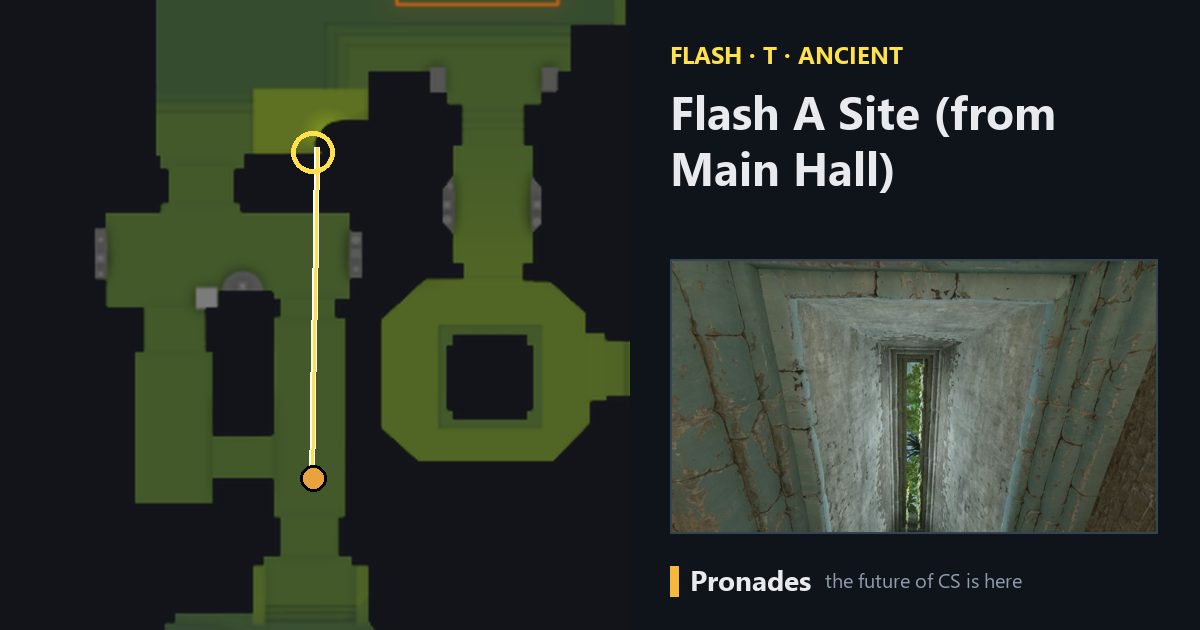 FLASH · T · ANCIENT
Flash A Site (from
Main Hall)
Pronades the future of CS is here